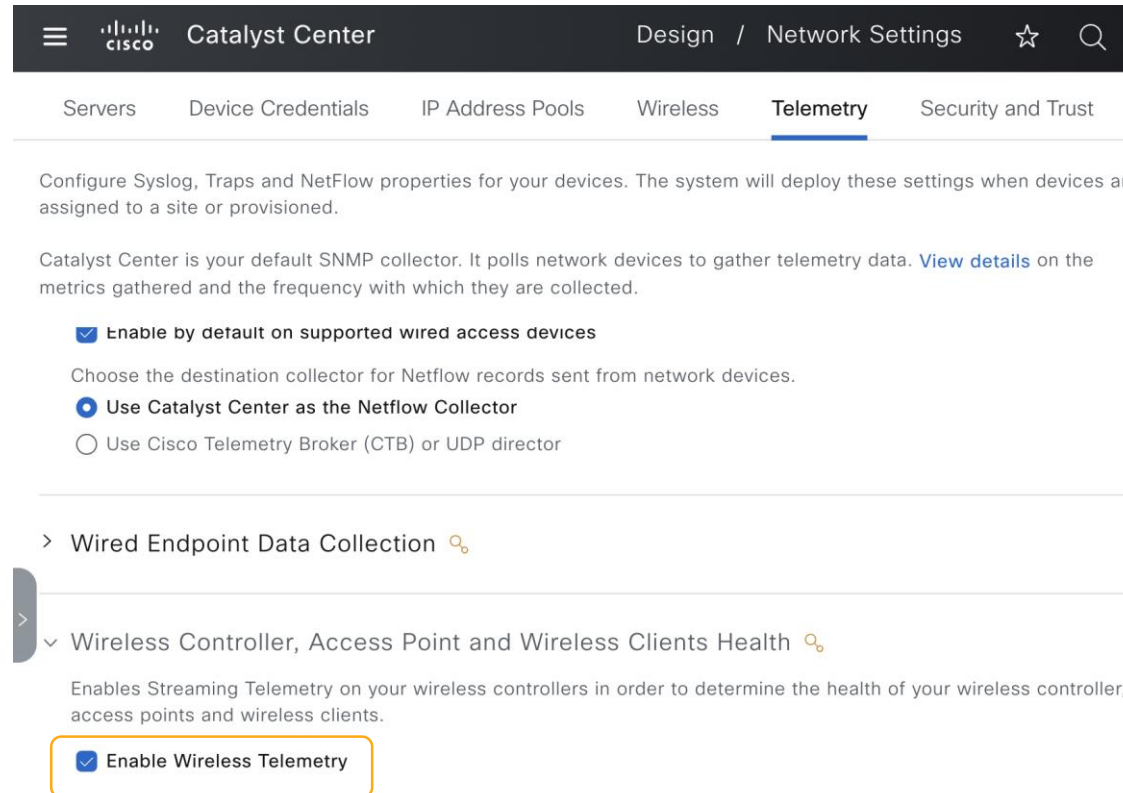 cisco Catalyst Center Design / Network Settings
Servers Device Credentials IP Address Pools Wireless Telemetry Security and Trust
Configure Syslog, Traps and NetFlow properties for your devices. The system will deploy these settings when devices
assigned to a site or provisioned.
Catalyst Center is your default SNMP collector. It polls network devices to gather telemetry data. View details on the
metrics gathered and the frequency with which they are collected.
Enable by default on supported wired access devices
Choose the destination collector for Netflow records sent from network devices.
Use Catalyst Center as the Netflow Collector
Use Cisco Telemetry Broker (CTB) or UDP director
> Wired Endpoint Data Collection
Wireless Controller, Access Point and Wireless Clients Health
Enables Streaming Telemetry on your wireless controllers in order to determine the health of your wireless controller,
access points and wireless clients.
Enable Wireless Telemetry